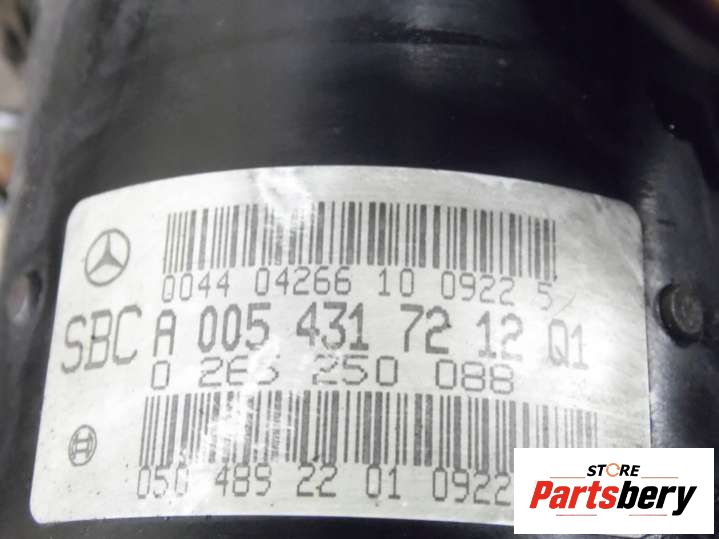 0044 04266 10 0922 5
SBC A 005 431 72 12 Q1
0 265 250 088
050 489 22 01 0922
STORE
Partsbery